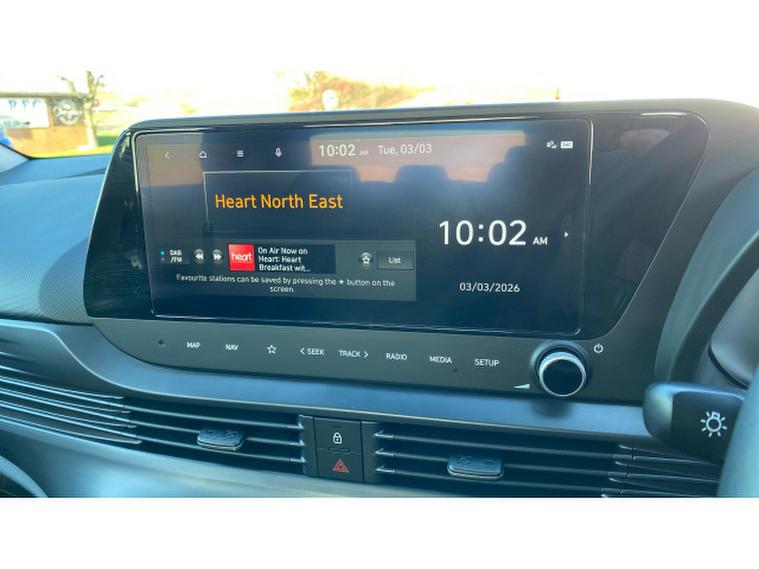 R F C
10:02 AM Tue, 03/03
Heart North East
10:02 AM
DAB
/FM
heart
On Air Now on
Heart: Heart
Breakfast wit...
List
Favourite stations can be saved by pressing the ★ button on the
screen.
03/03/2026
MAP NAV ☆ < SEEK TRACK > RADIO MEDIA SETUP